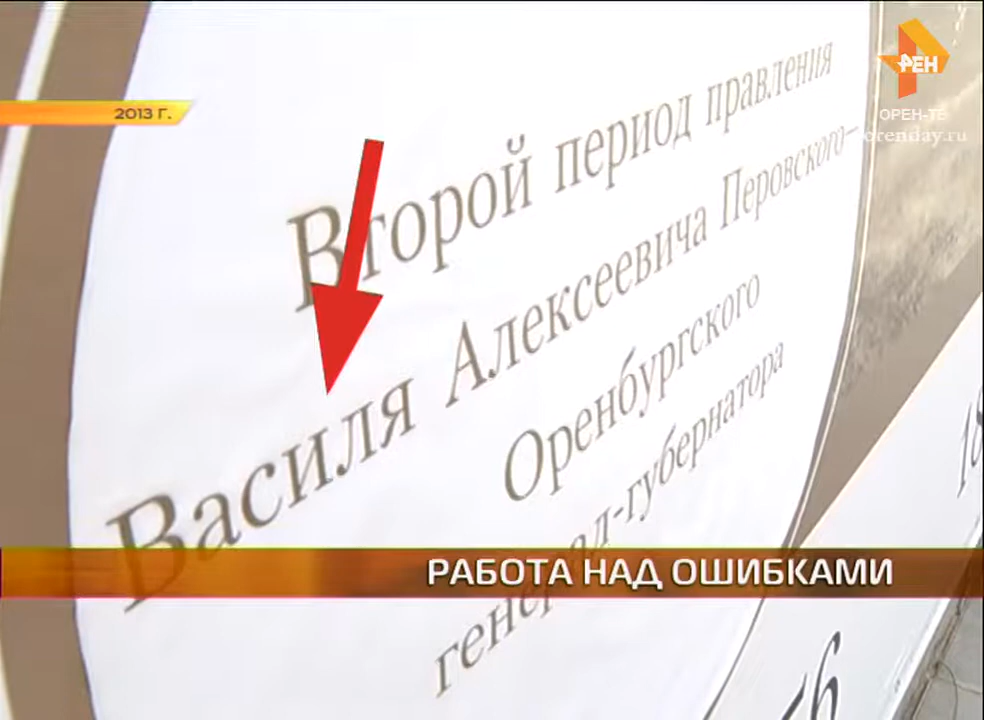 РЕН
ОРЕН-ТВ
orenday.ru
2013 Г.
Второй период правления
Василя Алексеевича Перовского–
Оренбургского
генерал-губернатора
РАБОТА НАД ОШИБКАМИ